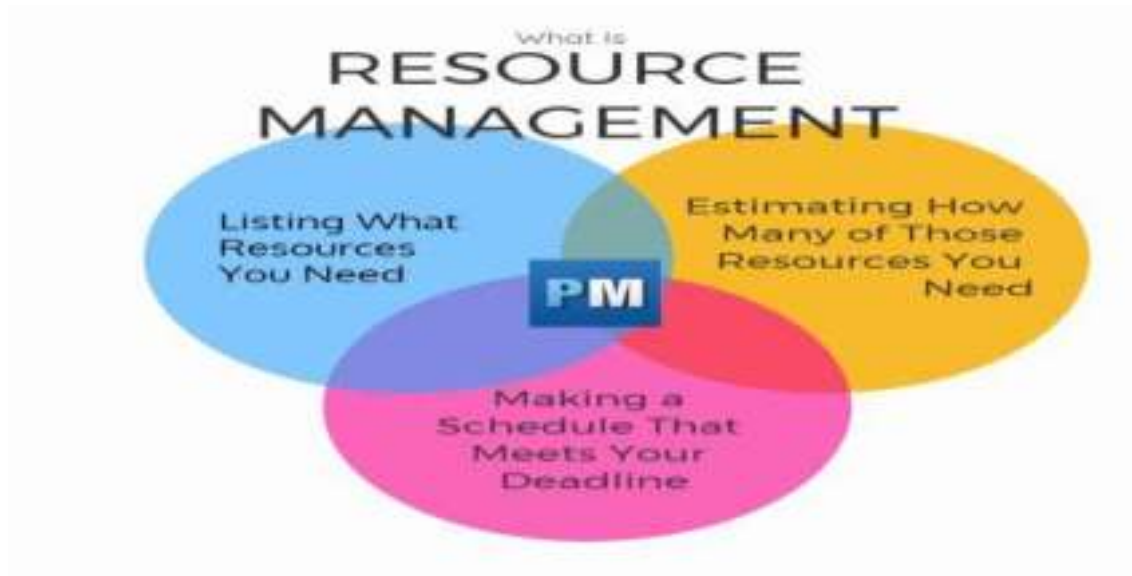 What is
RESOURCE
MANAGEMENT
Listing What
Resources
You Need
Estimating How
Many of Those
Resources You
Need
PM
Making a
Schedule That
Meets Your
Deadline